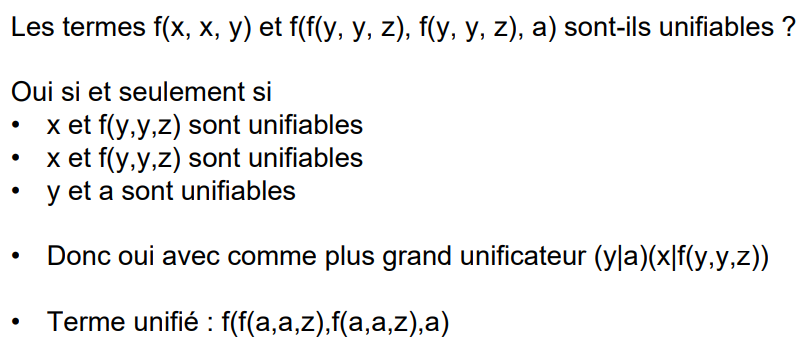 Les termes f(x, x, y) et f(f(y, y, z), f(y, y, z), a) sont-ils unifiables ?
Oui si et seulement si
• x et f(y,y,z) sont unifiables
• x et f(y,y,z) sont unifiables
• y et a sont unifiables
• Donc oui avec comme plus grand unificateur (y|a)(x|f(y,y,z))
• Terme unifié : f(f(a,a,z),f(a,a,z),a)